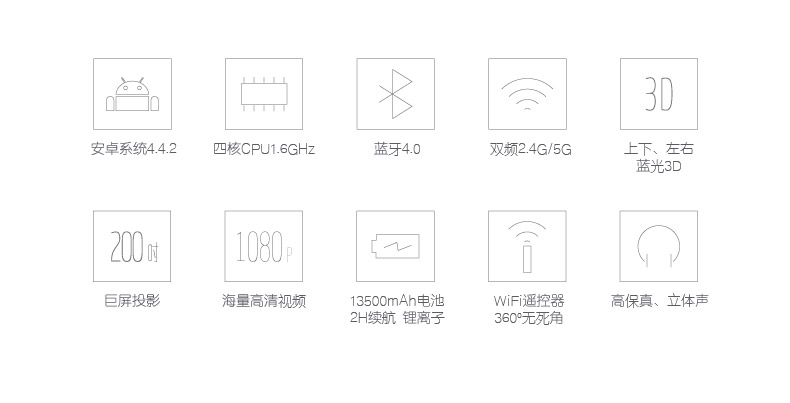 3D
安卓系统4.4.2
四核CPU1.6GHz
蓝牙4.0
双频2.4G/5G
上下、左右
蓝光3D
200吋
1080P
巨屏投影
海量高清视频
13500mAh电池
2H续航 锂离子
WiFi遥控器
360°无死角
高保真、立体声